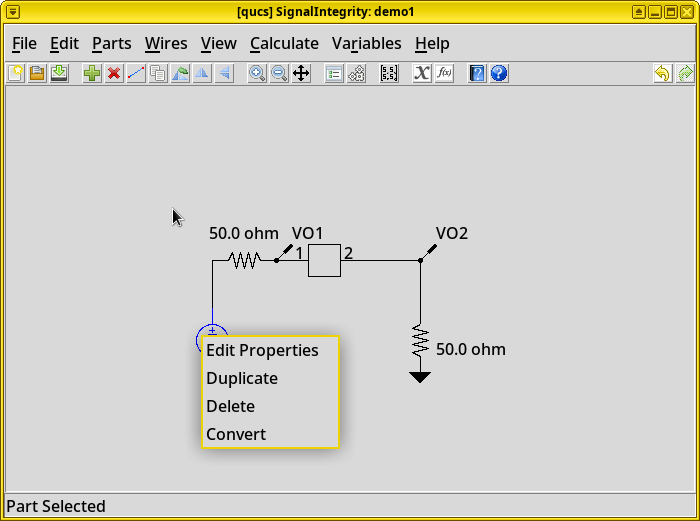 [qucs] SignalIntegrity: demo1
File Edit Parts Wires View Calculate Variables Help
X f(x) ? ?
50.0 ohm VO1 VO2
1 2
+
50.0 ohm
Edit Properties
Duplicate
Delete
Convert
Part Selected